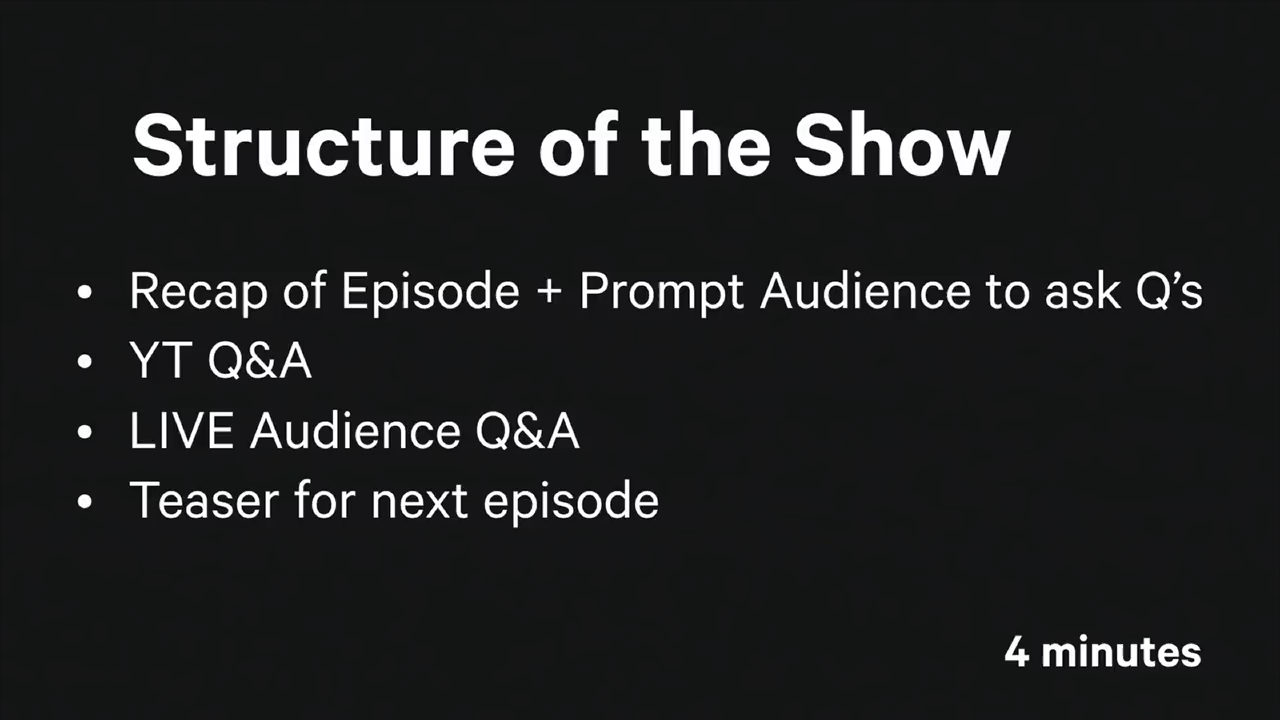 Structure of the Show
• Recap of Episode + Prompt Audience to ask Q’s
• YT Q&A
• LIVE Audience Q&A
• Teaser for next episode
4 minutes